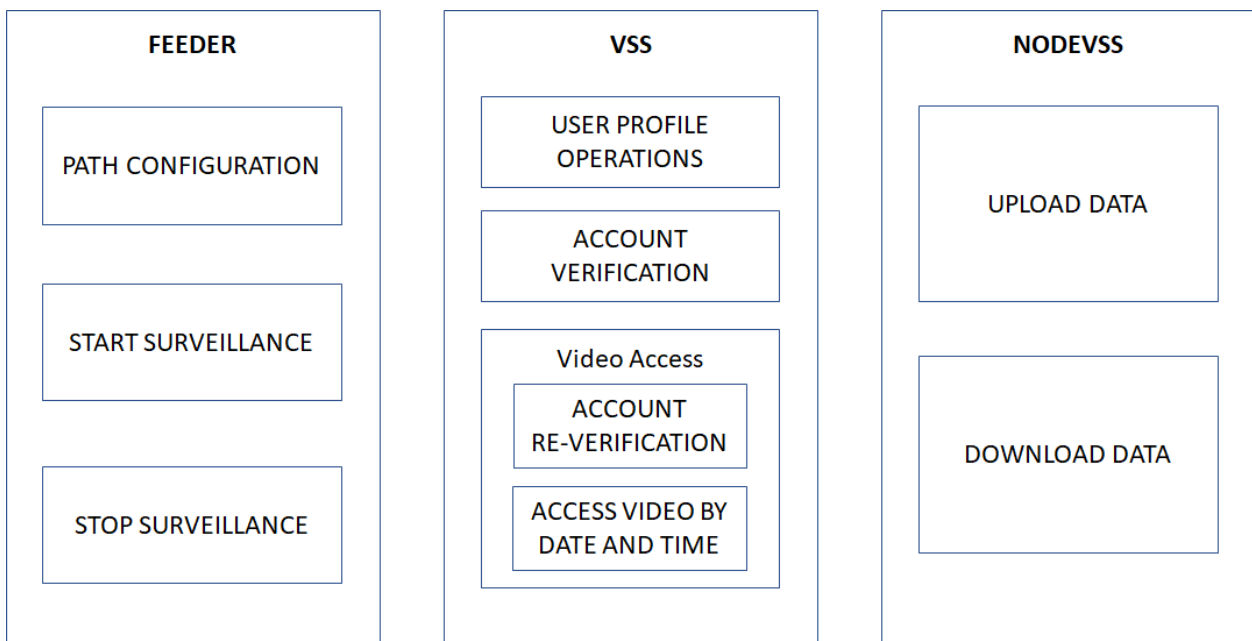 FEEDER
PATH CONFIGURATION
START SURVEILLANCE
STOP SURVEILLANCE
VSS
USER PROFILE
OPERATIONS
ACCOUNT
VERIFICATION
Video Access
ACCOUNT
RE-VERIFICATION
ACCESS VIDEO BY
DATE AND TIME
NODEVSS
UPLOAD DATA
DOWNLOAD DATA